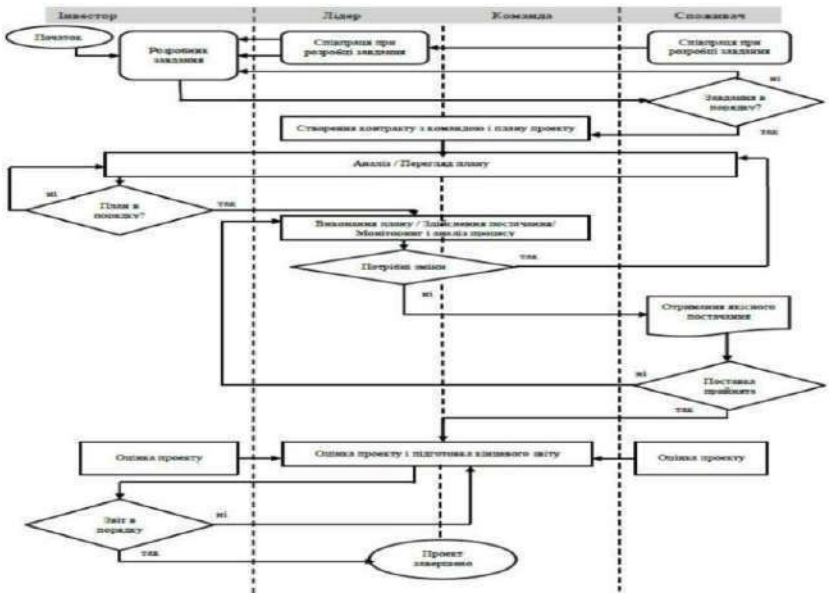 Інвестор Лідер Команда Споживач
Початок
Розробник
завдання
Співпраця при
розробці завдання
Співпраця при
розробці завдання
ні
Завдання в
порядку?
так
Створення контракту з командою і плану проекту
Аналіз / Перегляд плану
ні
План в
порядку?
так
Виконання плану / Здійснення постачання/
Моніторинг і аналіз процесу
Потрібні зміни
так
ні
Отримання якісного
постачання
ні
Поставка
прийнята
так
Оцінка проекту
Оцінка проекту і підготовка кінцевого звіту
Оцінка проекту
Звіт в
порядку
ні
так
Проект
завершено